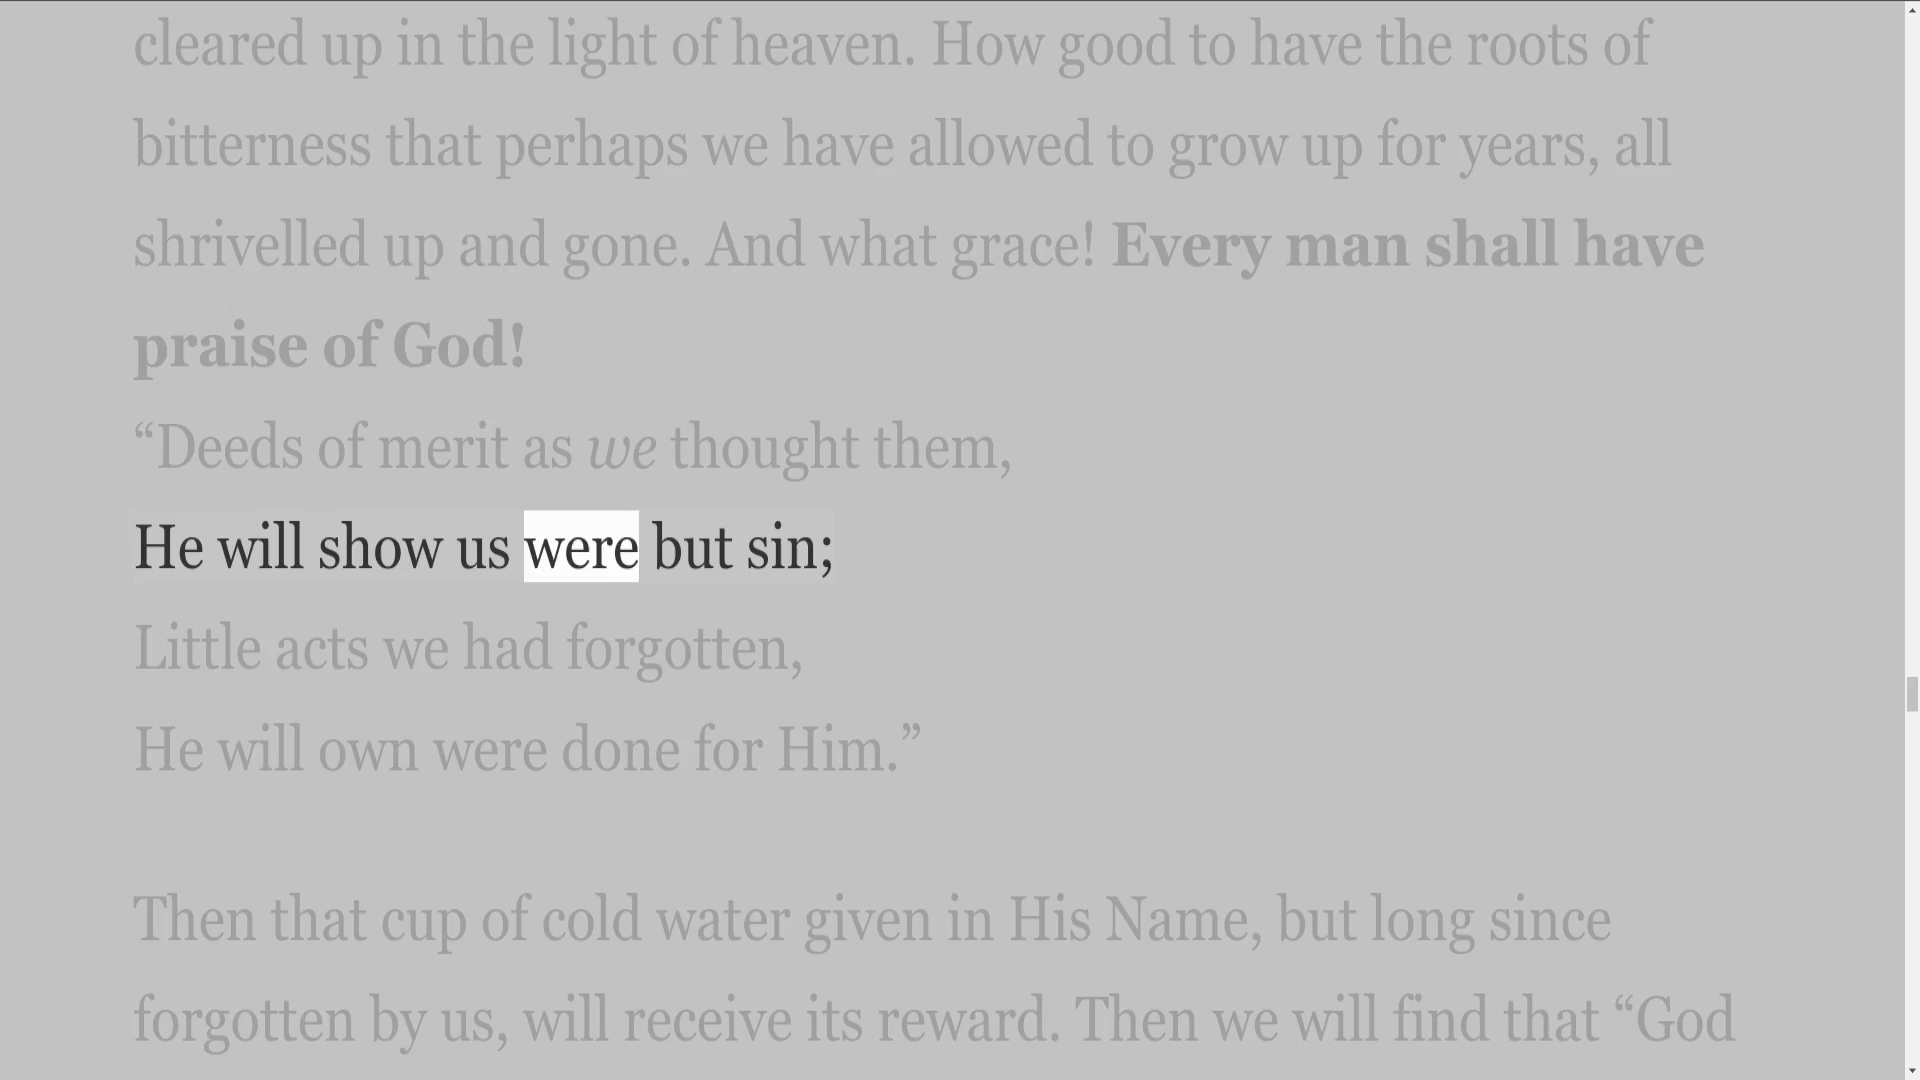 cleared up in the light of heaven. How good to have the roots of
bitterness that perhaps we have allowed to grow up for years, all
shrivelled up and gone. And what grace! Every man shall have
praise of God!
“Deeds of merit as we thought them,
He will show us were but sin;
Little acts we had forgotten,
He will own were done for Him.”
Then that cup of cold water given in His Name, but long since
forgotten by us, will receive its reward. Then we will find that “God